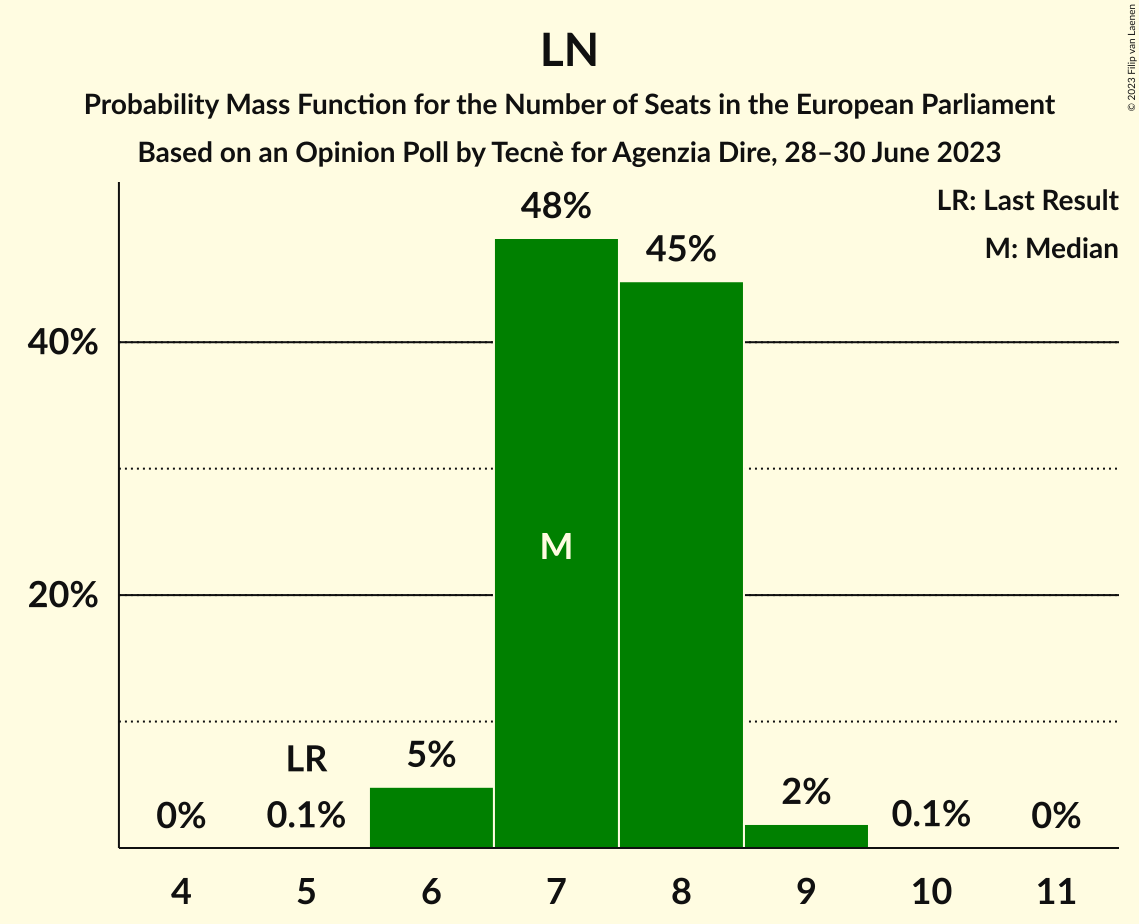 LN
Probability Mass Function for the Number of Seats in the European Parliament
Based on an Opinion Poll by Tecnè for Agenzia Dire, 28–30 June 2023
© 2023 Filip van Laenen
LR: Last Result
M: Median
48%
45%
40%
M
20%
LR
5%
2%
0%
0.1%
0.1%
0%
4 5 6 7 8 9 10 11